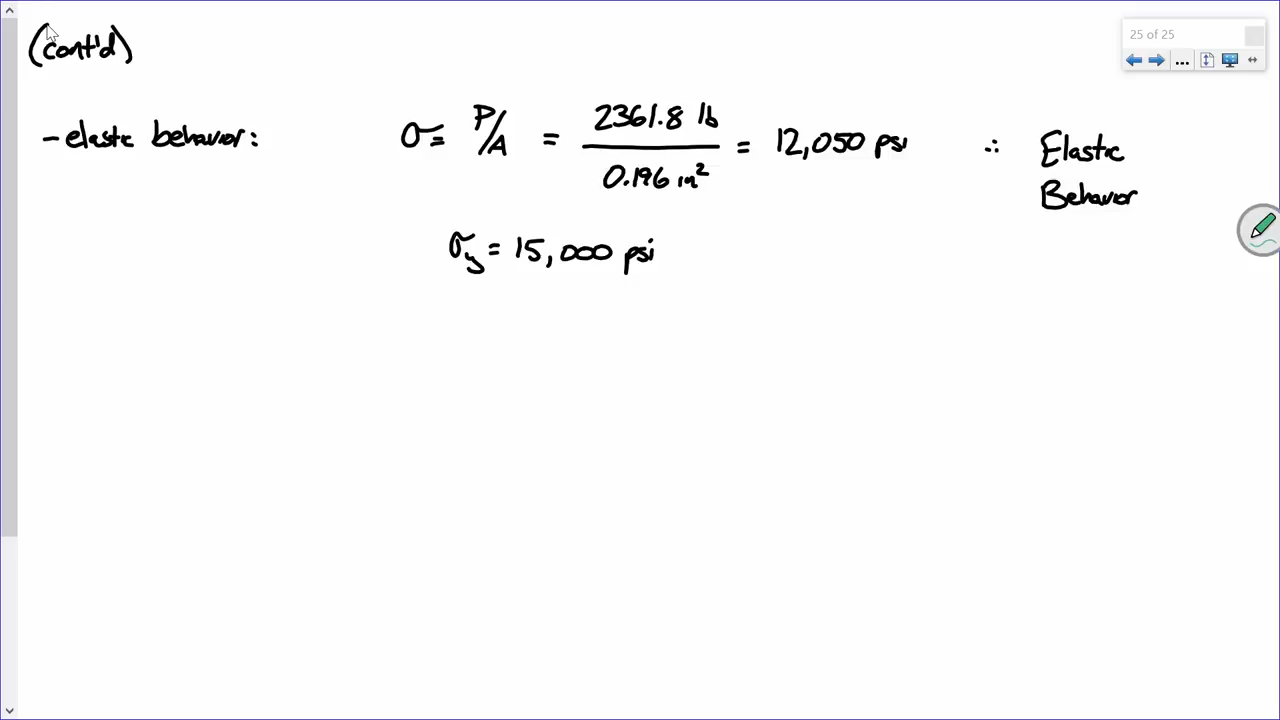 25 of 25
(cont'd)
- elastic behavior: σ = P/A = 2361.8 lb / 0.196 in² = 12,050 psi ∴ Elastic
Behavior
σy = 15,000 psi